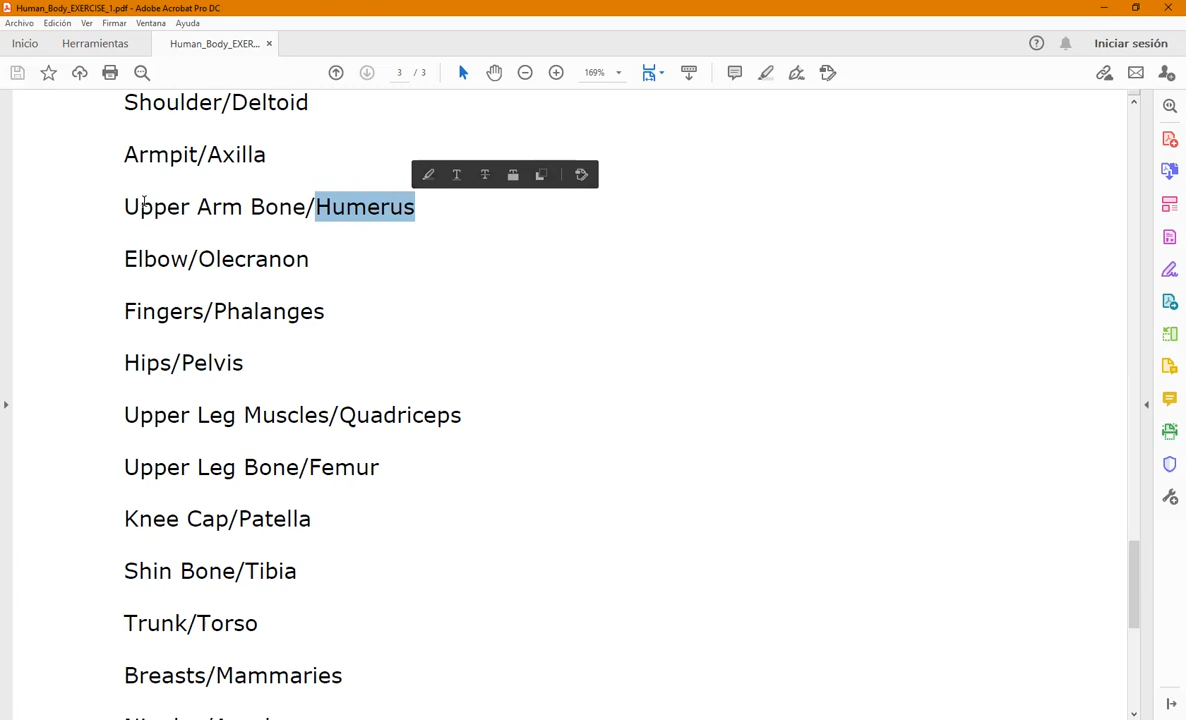 Human_Body_EXERCISE_1.pdf - Adobe Acrobat Pro DC
Archivo Edición Ver Firmar Ventana Ayuda
Inicio Herramientas Human_Body_EXER... Iniciar sesión
3 / 3 169%
Shoulder/Deltoid
Armpit/Axilla
Upper Arm Bone/Humerus
Elbow/Olecranon
Fingers/Phalanges
Hips/Pelvis
Upper Leg Muscles/Quadriceps
Upper Leg Bone/Femur
Knee Cap/Patella
Shin Bone/Tibia
Trunk/Torso
Breasts/Mammaries